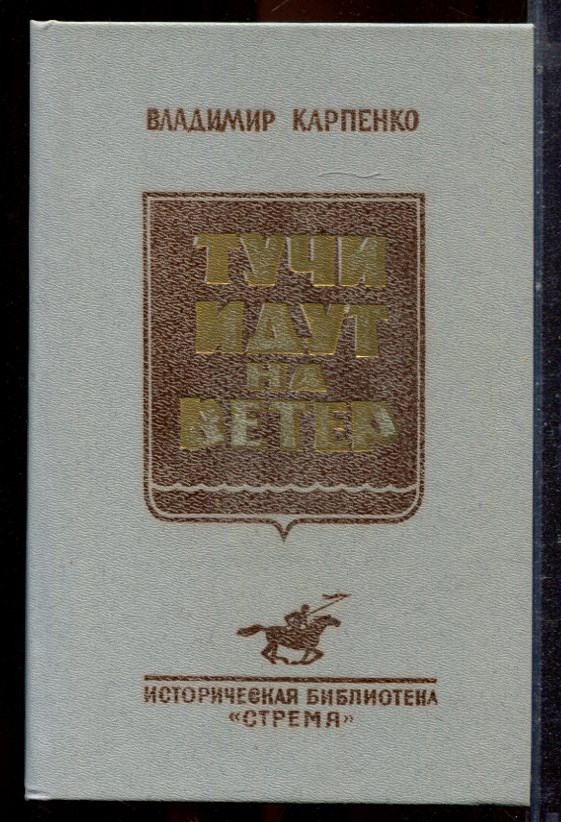 ВЛАДИМИР КАРПЕНКО
ТУЧИ
ИДУТ
НА
ВЕТЕР
ИСТОРИЧЕСКАЯ БИБЛИОТЕКА
«СТРЕМЯ»